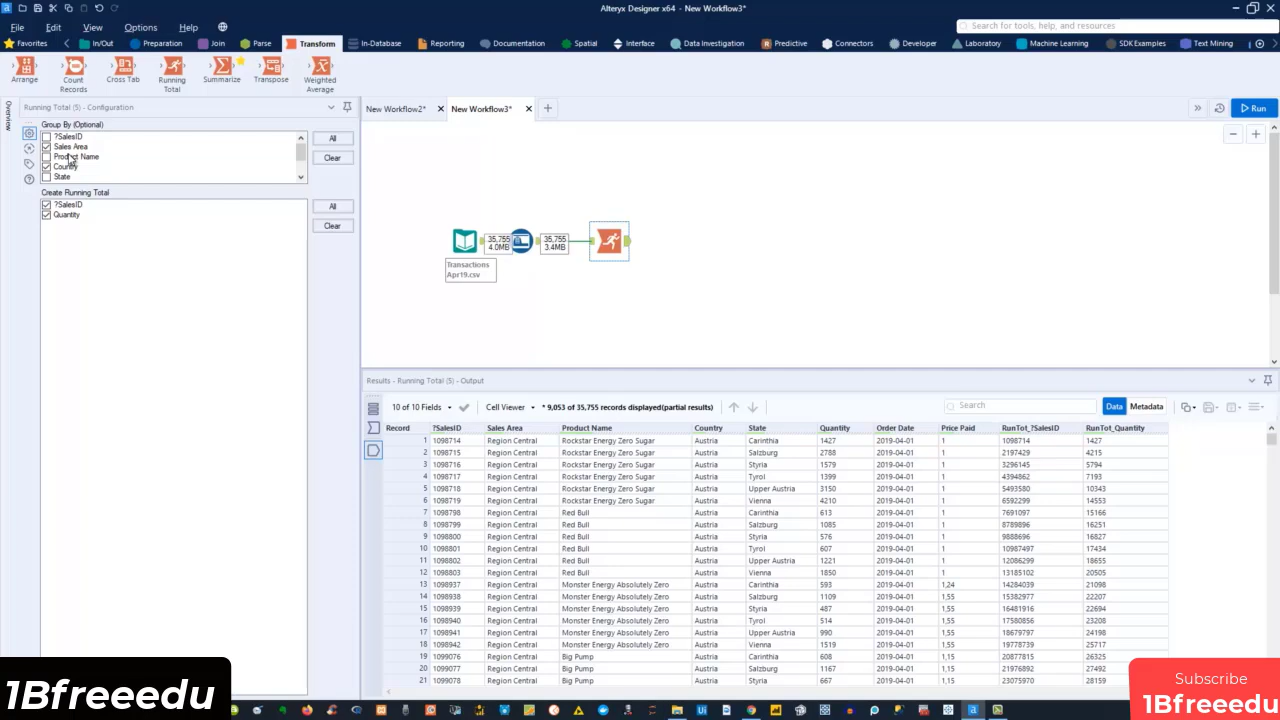 Alteryx Designer x64 - New Workflow3*
File Edit View Options Help
Search for tools, help, and resources
Favorites In/Out Preparation Join Parse Transform In-Database Reporting Documentation Spatial Interface Data Investigation Predictive Connectors Developer Laboratory Machine Learning SDK Examples Text Mining
Arrange Count Records Cross Tab Running Total Summarize Transpose Weighted Average
Overview
Running Total (5) - Configuration
New Workflow2* New Workflow3*
Run
Group By (Optional)
?SalesID
Sales Area
Product Name
Country
State
All
Clear
Create Running Total
?SalesID
Quantity
All
Clear
35,755
4.0MB
35,755
3.4MB
Transactions
Apr19.csv
Results - Running Total (5) - Output
10 of 10 Fields Cell Viewer * 9,053 of 35,755 records displayed(partial results) Search Data Metadata
Record ?SalesID Sales Area Product Name Country State Quantity Order Date Price Paid RunTot_?SalesID RunTot_Quantity
1 1098714 Region Central Rockstar Energy Zero Sugar Austria Carinthia 1427 2019-04-01 1 1098714 1427
2 1098715 Region Central Rockstar Energy Zero Sugar Austria Salzburg 2788 2019-04-01 1 2197429 4215
3 1098716 Region Central Rockstar Energy Zero Sugar Austria Styria 1579 2019-04-01 1 3296145 5794
4 1098717 Region Central Rockstar Energy Zero Sugar Austria Tyrol 1399 2019-04-01 1 4394862 7193
5 1098718 Region Central Rockstar Energy Zero Sugar Austria Upper Austria 3150 2019-04-01 1 5493580 10343
6 1098719 Region Central Rockstar Energy Zero Sugar Austria Vienna 4210 2019-04-01 1 6592299 14553
7 1098798 Region Central Red Bull Austria Carinthia 613 2019-04-01 1 7691097 15166
8 1098799 Region Central Red Bull Austria Salzburg 1085 2019-04-01 1 8789896 16251
9 1098800 Region Central Red Bull Austria Styria 576 2019-04-01 1 9888696 16827
10 1098801 Region Central Red Bull Austria Tyrol 607 2019-04-01 1 10987497 17434
11 1098802 Region Central Red Bull Austria Upper Austria 1221 2019-04-01 1 12086299 18655
12 1098803 Region Central Red Bull Austria Vienna 1850 2019-04-01 1 13185102 20505
13 1098937 Region Central Monster Energy Absolutely Zero Austria Carinthia 593 2019-04-01 1,24 14284039 21098
14 1098938 Region Central Monster Energy Absolutely Zero Austria Salzburg 1109 2019-04-01 1,55 15382977 22207
15 1098939 Region Central Monster Energy Absolutely Zero Austria Styria 487 2019-04-01 1,55 16481916 22694
16 1098940 Region Central Monster Energy Absolutely Zero Austria Tyrol 514 2019-04-01 1,55 17580856 23208
17 1098941 Region Central Monster Energy Absolutely Zero Austria Upper Austria 990 2019-04-01 1,55 18679797 24198
18 1098942 Region Central Monster Energy Absolutely Zero Austria Vienna 1519 2019-04-01 1,55 19778739 25717
19 1099076 Region Central Big Pump Austria Carinthia 608 2019-04-01 1,15 20877815 26325
20 1099077 Region Central Big Pump Austria Salzburg 1167 2019-04-01 1,15 21976892 27492
21 1099078 Region Central Big Pump Austria Styria 667 2019-04-01 1,15 23075970 28159
1Bfreeedu
Subscribe
1Bfreeedu